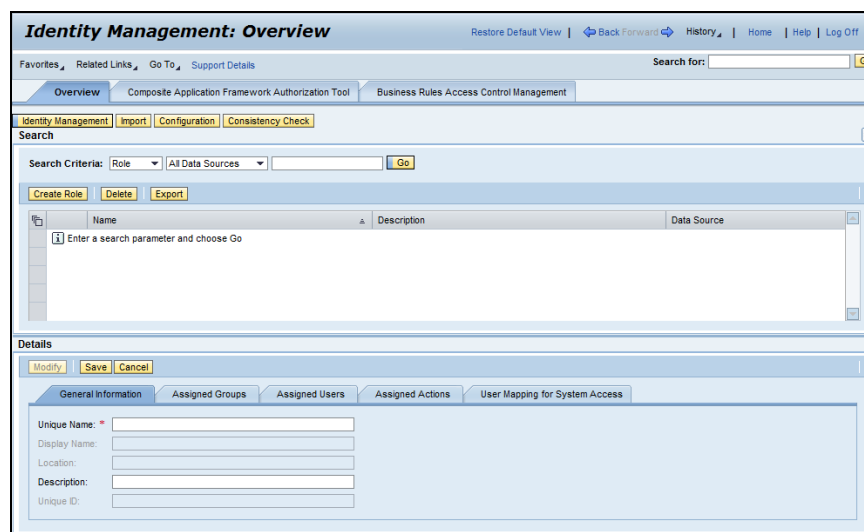 Identity Management: Overview
Restore Default View | Back Forward History | Home | Help | Log Off
Favorites Related Links Go To Support Details Search for:
Overview Composite Application Framework Authorization Tool Business Rules Access Control Management
Identity Management Import Configuration Consistency Check
Search
Search Criteria: Role All Data Sources Go
Create Role Delete Export
Name Description Data Source
Enter a search parameter and choose Go
Details
Modify Save Cancel
General Information Assigned Groups Assigned Users Assigned Actions User Mapping for System Access
Unique Name: *
Display Name:
Location:
Description:
Unique ID: